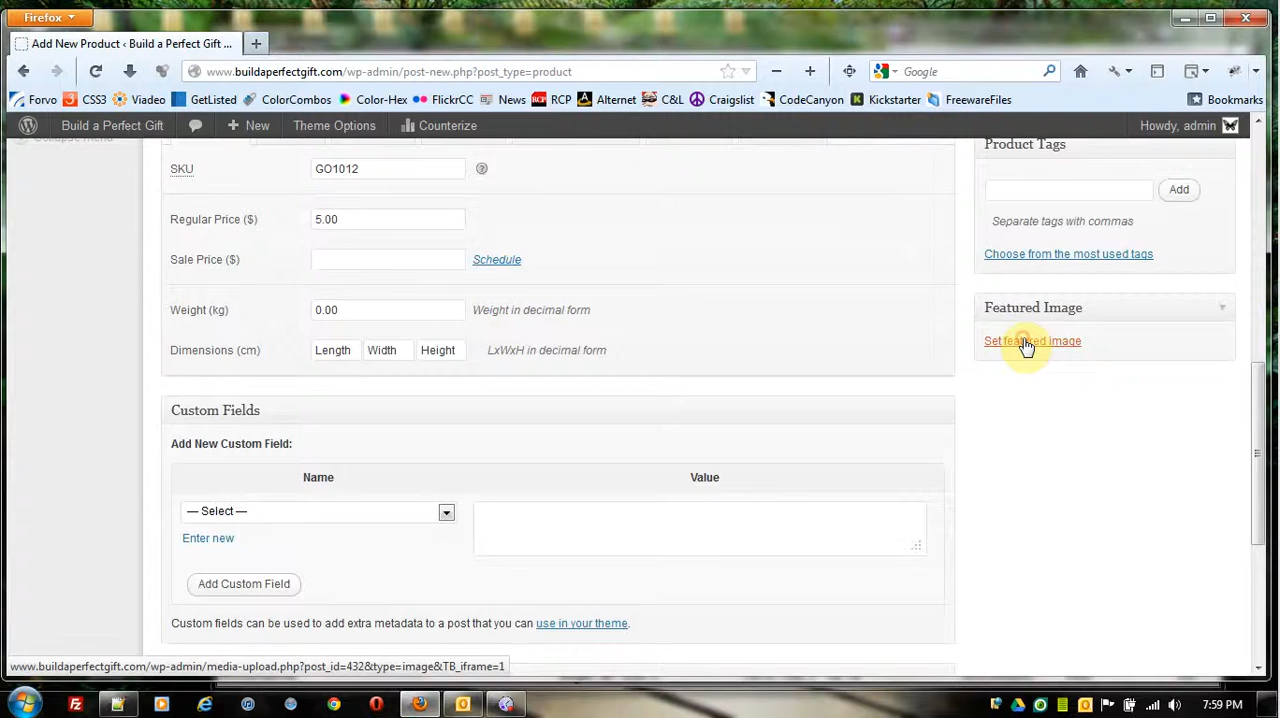 Firefox
Add New Product ‹ Build a Perfect Gift ...
www.buildaperfectgift.com/wp-admin/post-new.php?post_type=product
Google
Forvo CSS3 Viadeo GetListed ColorCombos Color-Hex FlickrCC News RCP Alternet C&L Craigslist CodeCanyon Kickstarter FreewareFiles Bookmarks
Build a Perfect Gift New Theme Options Counterize Howdy, admin
Collapse menu
Product Tags
SKU GO1012
Add
Separate tags with commas
Regular Price ($) 5.00
Choose from the most used tags
Sale Price ($) Schedule
Featured Image
Weight (kg) 0.00 Weight in decimal form
Set featured image
Dimensions (cm) Length Width Height LxWxH in decimal form
Custom Fields
Add New Custom Field:
Name Value
— Select —
Enter new
Add Custom Field
Custom fields can be used to add extra metadata to a post that you can use in your theme.
www.buildaperfectgift.com/wp-admin/media-upload.php?post_id=432&type=image&TB_iframe=1
7:59 PM